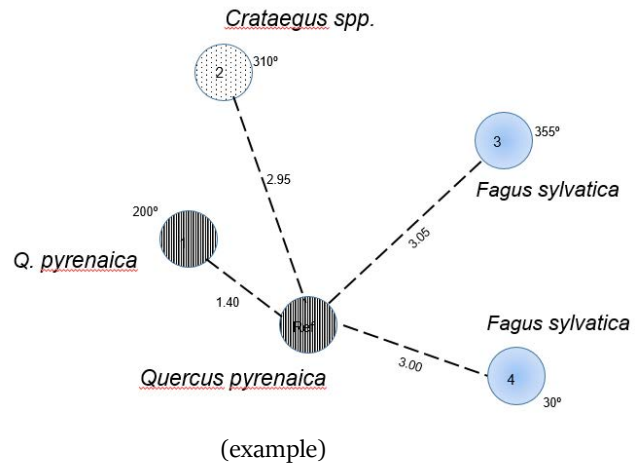 Crataegus spp.
2
310º
3
355º
Fagus sylvatica
2.95
200º
1
Q. pyrenaica
3.05
1.40
Ref
Fagus sylvatica
3.00
Quercus pyrenaica
4
30º
(example)